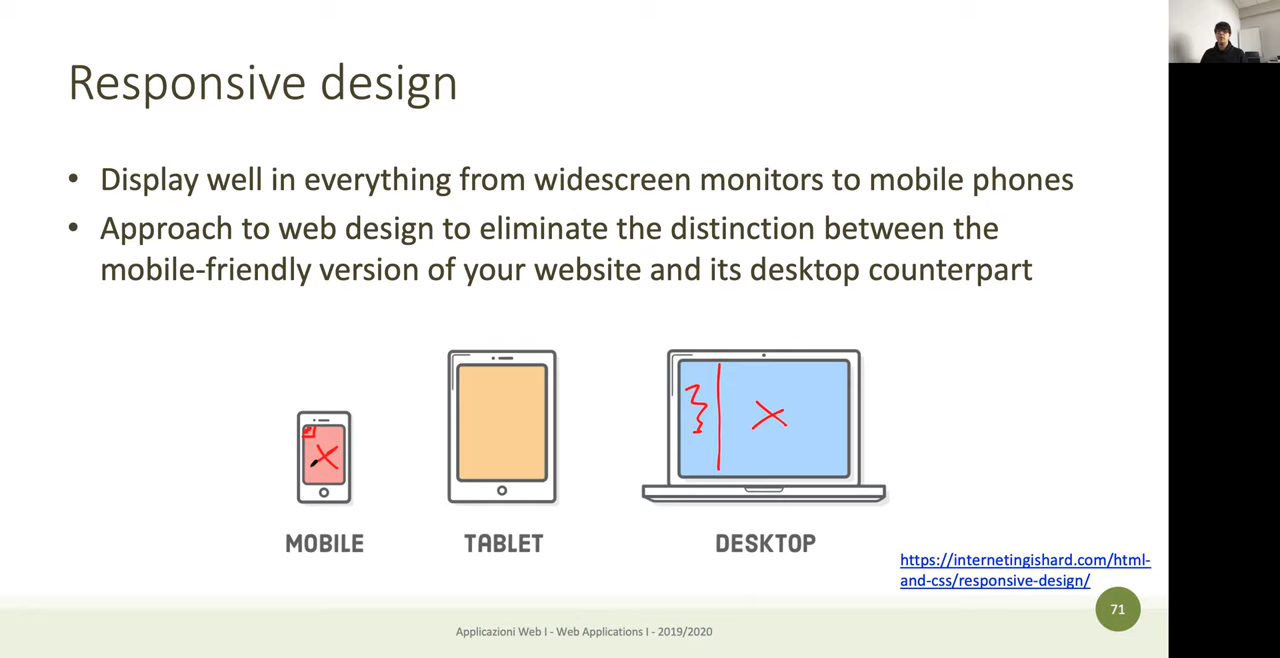 Responsive design
• Display well in everything from widescreen monitors to mobile phones
• Approach to web design to eliminate the distinction between the
mobile-friendly version of your website and its desktop counterpart
MOBILE
TABLET
DESKTOP
https://internetingishard.com/html-
and-css/responsive-design/
71
Applicazioni Web I - Web Applications I - 2019/2020